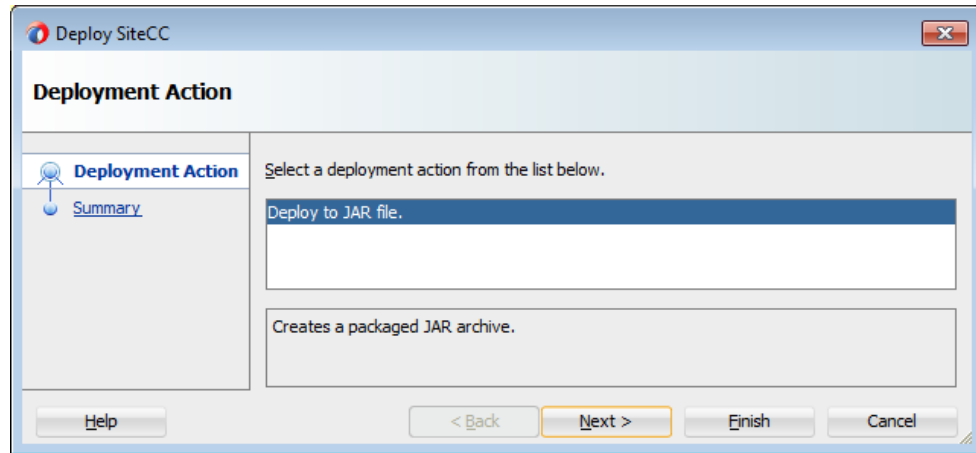 Deploy SiteCC
Deployment Action
Deployment Action
Summary
Select a deployment action from the list below.
Deploy to JAR file.
Creates a packaged JAR archive.
Help
< Back
Next >
Finish
Cancel